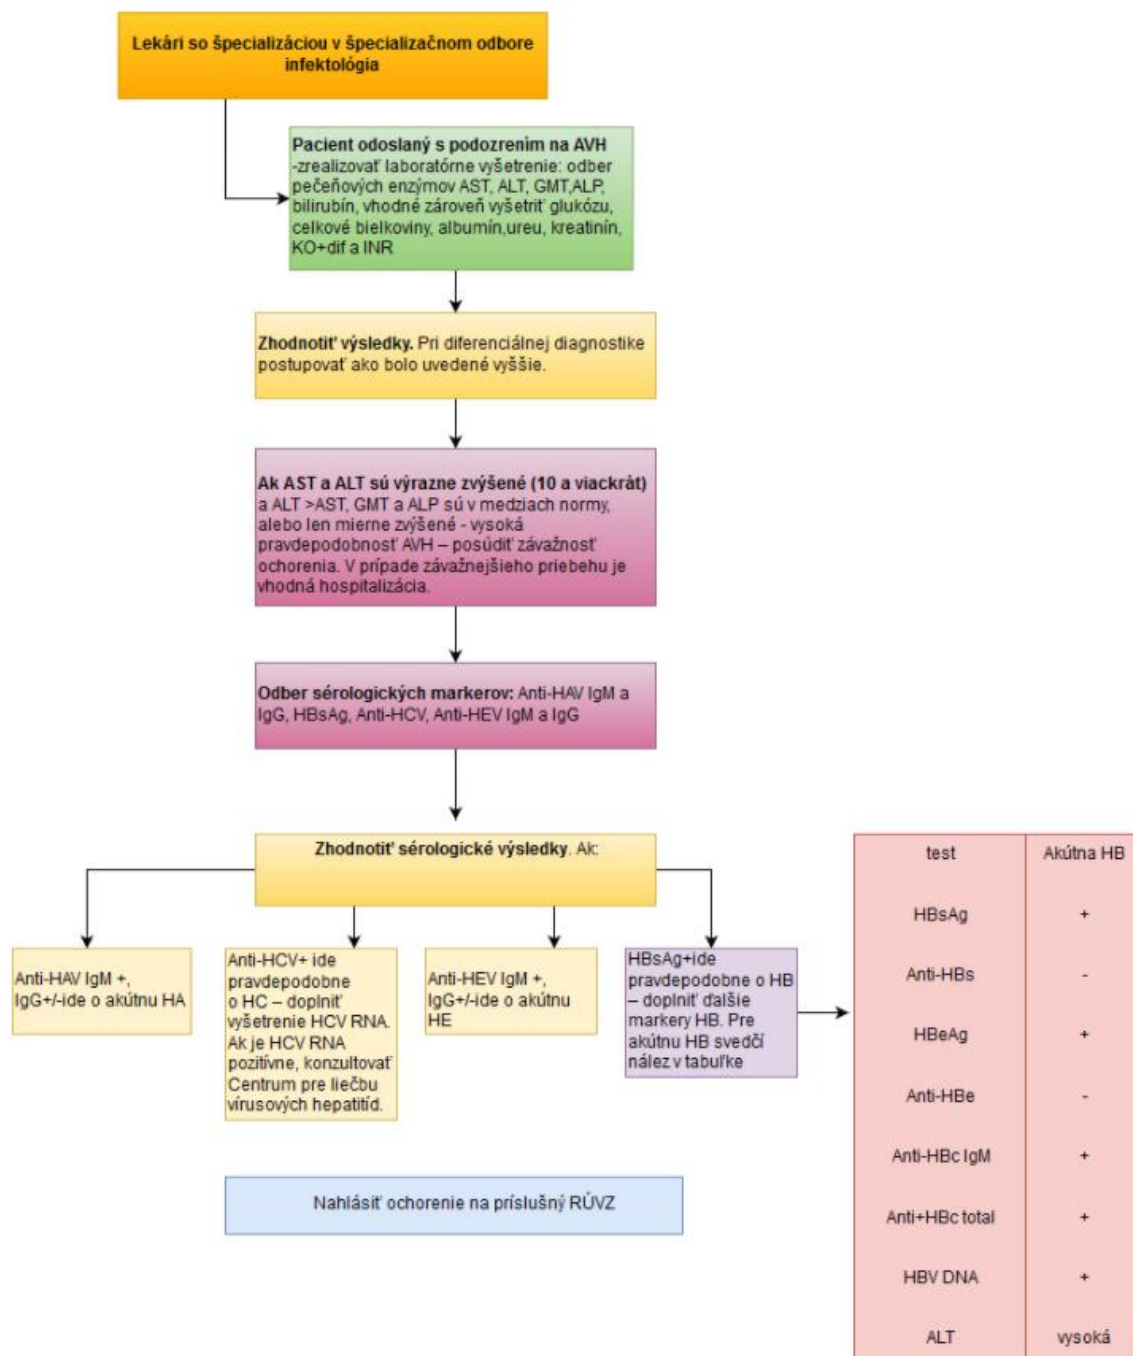 Lekári so špecializáciou v špecializačnom odbore
infektológia
Pacient odoslaný s podozrením na AVH
-zrealizovať laboratórne vyšetrenie: odber
pečeňových enzýmov AST, ALT, GMT,ALP,
bilirubín, vhodné zároveň vyšetriť glukózu,
celkové bielkoviny, albumín,ureu, kreatinín,
KO+dif a INR
Zhodnotiť výsledky. Pri diferenciálnej diagnostike
postupovať ako bolo uvedené vyššie.
Ak AST a ALT sú výrazne zvýšené (10 a viackrát)
a ALT >AST, GMT a ALP sú v medziach normy,
alebo len mierne zvýšené - vysoká
pravdepodobnosť AVH – posúdiť závažnosť
ochorenia. V prípade závažnejšieho priebehu je
vhodná hospitalizácia.
Odber sérologických markerov: Anti-HAV IgM a
IgG, HBsAg, Anti-HCV, Anti-HEV IgM a IgG
Zhodnotiť sérologické výsledky. Ak:
Anti-HAV IgM +,
IgG+/-ide o akútnu HA
Anti-HCV+ ide
pravdepodobne
o HC – doplniť
vyšetrenie HCV RNA.
Ak je HCV RNA
pozitívne, konzultovať
Centrum pre liečbu
vírusových hepatitíd.
Anti-HEV IgM +,
IgG+/-ide o akútnu
HE
HBsAg+ide
pravdepodobne o HB
– doplniť ďalšie
markery HB. Pre
akútnu HB svedčí
nález v tabuľke
test Akútna HB
HBsAg +
Anti-HBs -
HBeAg +
Anti-HBe -
Anti-HBc IgM +
Anti+HBc total +
HBV DNA +
ALT vysoká
Nahlásiť ochorenie na príslušný RÚVZ